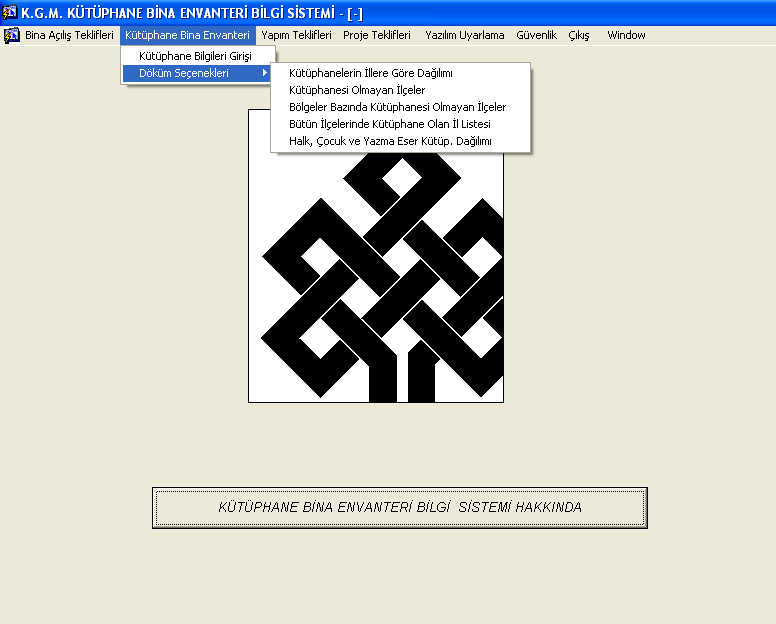 K.G.M. KÜTÜPHANE BİNA ENVANTERİ BİLGİ SİSTEMİ - [-]
Bina Açılış Teklifleri Kütüphane Bina Envanteri Yapım Teklifleri Proje Teklifleri Yazılım Uyarlama Güvenlik Çıkış Window
Kütüphane Bilgileri Girişi
Döküm Seçenekleri
Kütüphanelerin İllere Göre Dağılımı
Kütüphanesi Olmayan İlçeler
Bölgeler Bazında Kütüphanesi Olmayan İlçeler
Bütün İlçelerinde Kütüphane Olan İl Listesi
Halk, Çocuk ve Yazma Eser Kütüp. Dağılımı
KÜTÜPHANE BİNA ENVANTERİ BİLGİ SİSTEMİ HAKKINDA